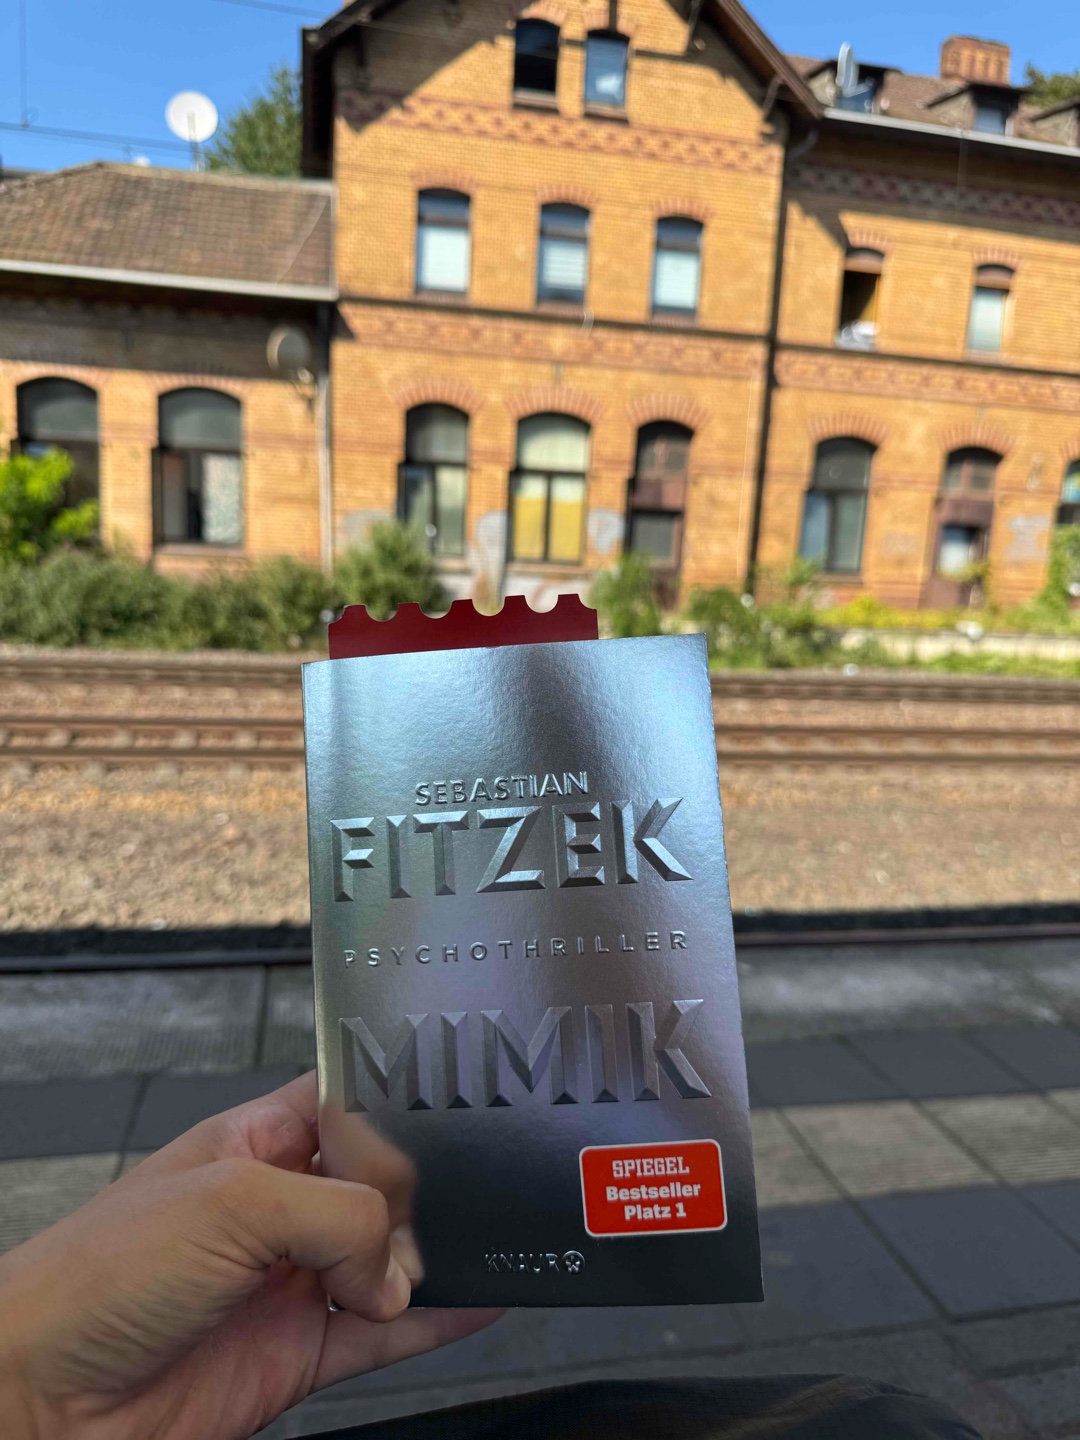 SEBASTIAN
FITZEK
PSYCHOTHRILLER
MIMIK
SPIEGEL
Bestseller
Platz 1
KNAUR